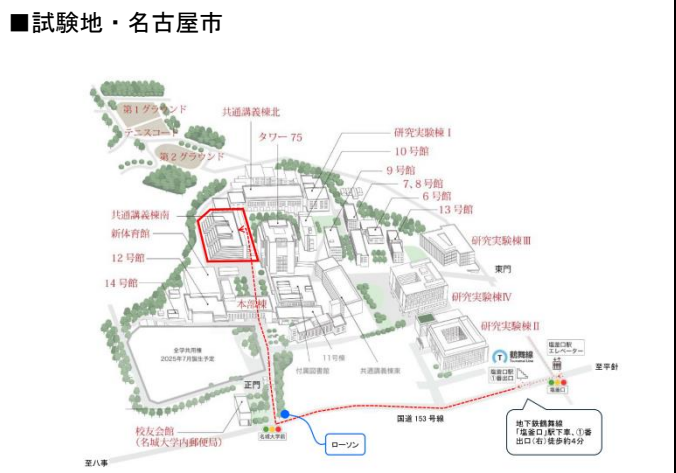 ■試験地・名古屋市
第1グラウンド
共通講義棟北
テニスコート
タワー75
研究実験棟Ⅰ
10号館
第2グラウンド
9号館
7、8号館
6号館
13号館
共通講義棟南
新体育館
12号館
14号館
研究実験棟Ⅲ
東門
本部棟
研究実験棟Ⅳ
研究実験棟Ⅱ
全学共用棟
2025年7月誕生予定
11号棟
付属図書館
共通講義棟東
T 鶴舞線
塩釜口駅
エレベーター
塩釜口駅
①番出口
至平針
塩釜口
正門
国道153号線
地下鉄鶴舞線
「塩釜口」駅下車、①番
出口(右)徒歩約4分
校友会館
(名城大学内郵便局)
名城大学前
ローソン
至八事